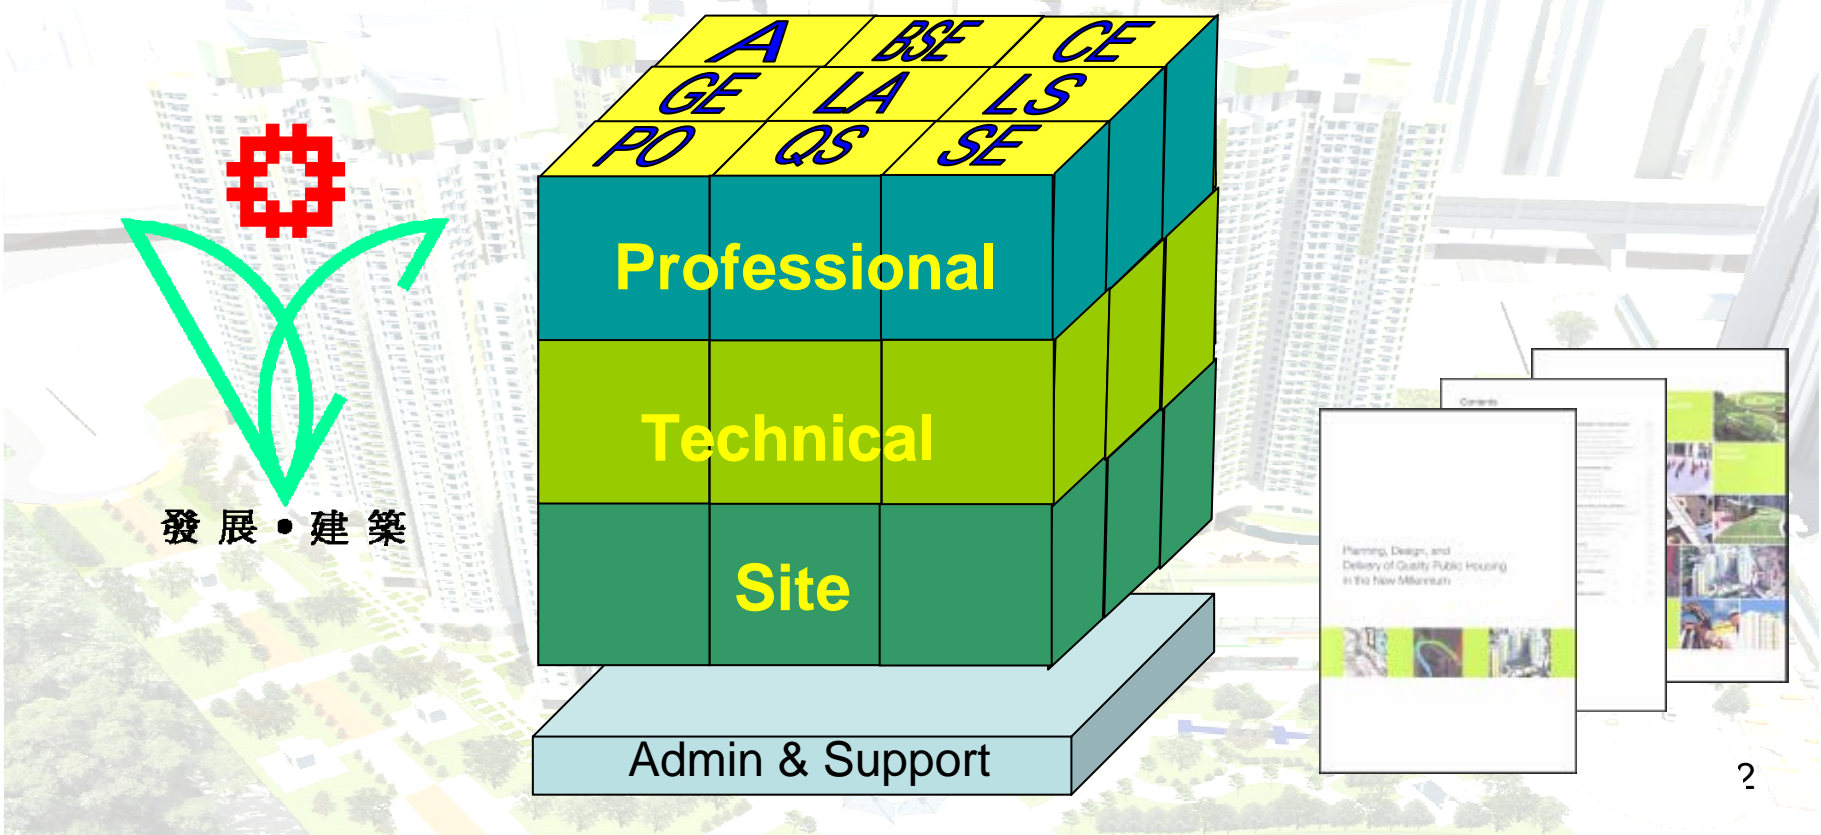 A BSE CE
GE LA LS
PO QS SE
Professional
Technical
Site
Admin & Support
發展•建築
Contents
Planning, Design, and
Delivery of Quality Public Housing
in the New Millennium
2